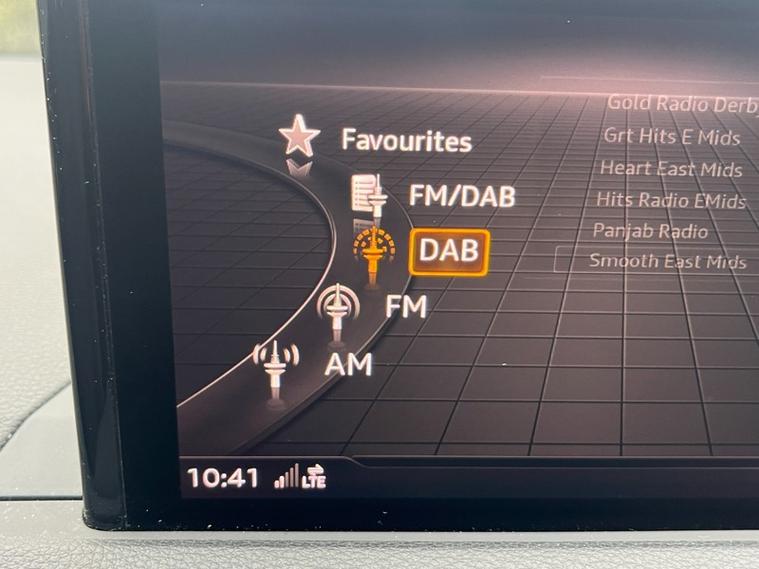 Favourites
FM/DAB
DAB
FM
AM
Gold Radio Derby
Grt Hits E Mids
Heart East Mids
Hits Radio EMids
Panjab Radio
Smooth East Mids
10:41 LTE